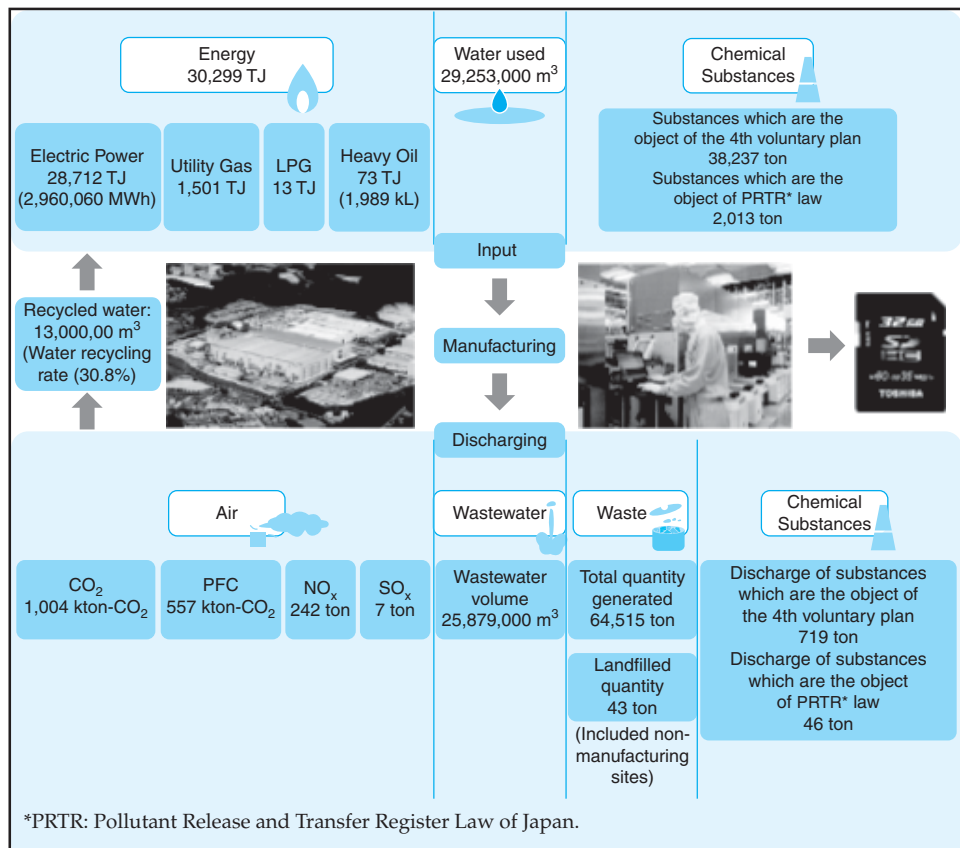 Energy
30,299 TJ
Water used
29,253,000 m³
Chemical
Substances
Electric Power
28,712 TJ
(2,960,060 MWh)
Utility Gas
1,501 TJ
LPG
13 TJ
Heavy Oil
73 TJ
(1,989 kL)
Substances which are the
object of the 4th voluntary plan
38,237 ton
Substances which are the
object of PRTR* law
2,013 ton
Input
Recycled water:
13,000,00 m³
(Water recycling
rate (30.8%)
Manufacturing
32GB
SD
HC
TOSHIBA
Discharging
Air
Wastewater
Waste
Chemical
Substances
CO₂
1,004 kton-CO₂
PFC
557 kton-CO₂
NOₓ
242 ton
SOₓ
7 ton
Wastewater
volume
25,879,000 m³
Total quantity
generated
64,515 ton
Landfilled
quantity
43 ton
(Included non-
manufacturing
sites)
Discharge of substances
which are the object of
the 4th voluntary plan
719 ton
Discharge of substances
which are the object
of PRTR* law
46 ton
*PRTR: Pollutant Release and Transfer Register Law of Japan.